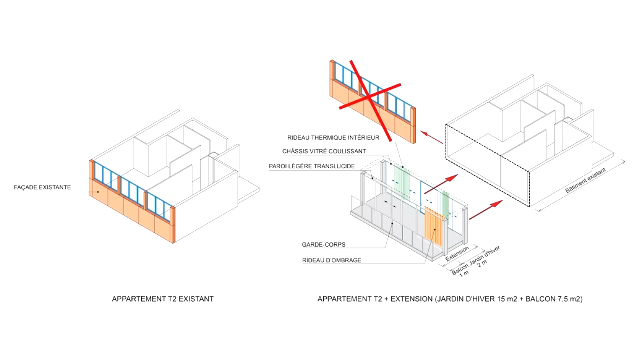 FAÇADE EXISTANTE
APPARTEMENT T2 EXISTANT
RIDEAU THERMIQUE INTÉRIEUR
CHÂSSIS VITRÉ COULISSANT
PAROI LÉGÈRE TRANSLUCIDE
GARDE-CORPS
RIDEAU D'OMBRAGE
Bâtiment existant
Extension
Balcon
1 m
Jardin d'hiver
2 m
APPARTEMENT T2 + EXTENSION (JARDIN D'HIVER 15 m2 + BALCON 7,5 m2)